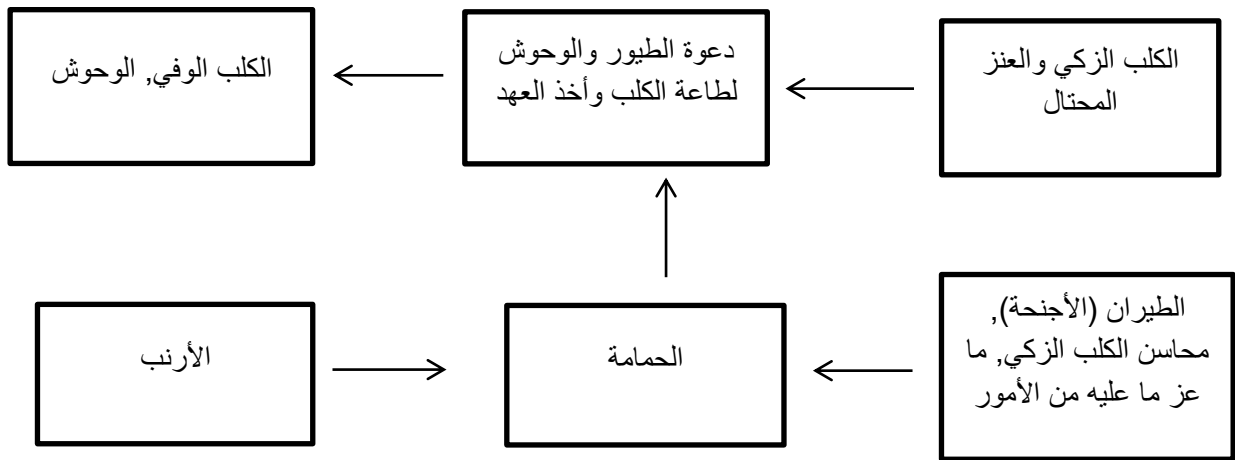 الكلب الزكي والعنز
المحتال
دعوة الطيور والوحوش
لطاعة الكلب وأخذ العهد
الكلب الوفي, الوحوش
الطيران (الأجنحة),
محاسن الكلب الزكي, ما
عز ما عليه من الأمور
الحمامة
الأرنب